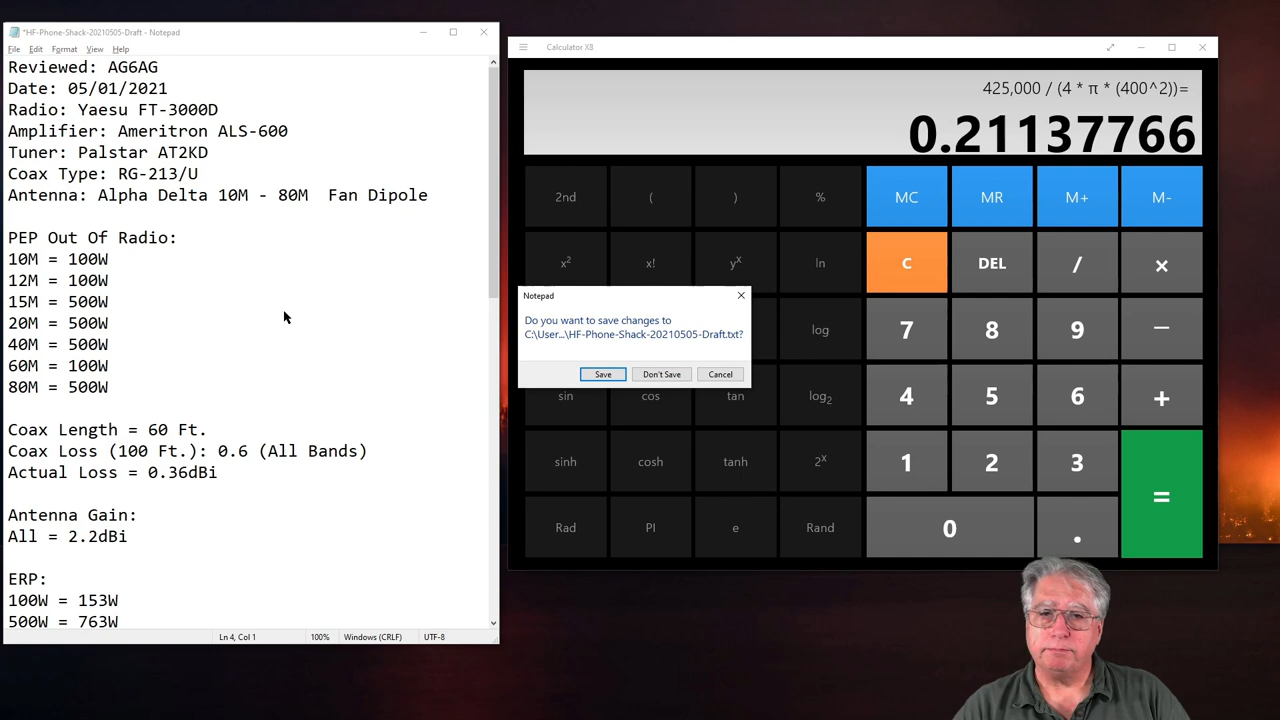 *HF-Phone-Shack-20210505-Draft - Notepad
File Edit Format View Help
Reviewed: AG6AG
Date: 05/01/2021
Radio: Yaesu FT-3000D
Amplifier: Ameritron ALS-600
Tuner: Palstar AT2KD
Coax Type: RG-213/U
Antenna: Alpha Delta 10M - 80M  Fan Dipole
PEP Out Of Radio:
10M = 100W
12M = 100W
15M = 500W
20M = 500W
40M = 500W
60M = 100W
80M = 500W
Coax Length = 60 Ft.
Coax Loss (100 Ft.): 0.6 (All Bands)
Actual Loss = 0.36dBi
Antenna Gain:
All = 2.2dBi
ERP:
100W = 153W
500W = 763W
Ln 4, Col 1 100% Windows (CRLF) UTF-8
Calculator X8
425,000 / (4 * π * (400^2))=
0.21137766
2nd ( ) % MC MR M+ M-
x² x! yˣ ln C DEL / ×
log 7 8 9 −
sin cos tan log₂ 4 5 6 +
sinh cosh tanh 2ˣ 1 2 3 =
Rad PI e Rand 0 .
Notepad
Do you want to save changes to
C:\User...\HF-Phone-Shack-20210505-Draft.txt?
Save Don't Save Cancel